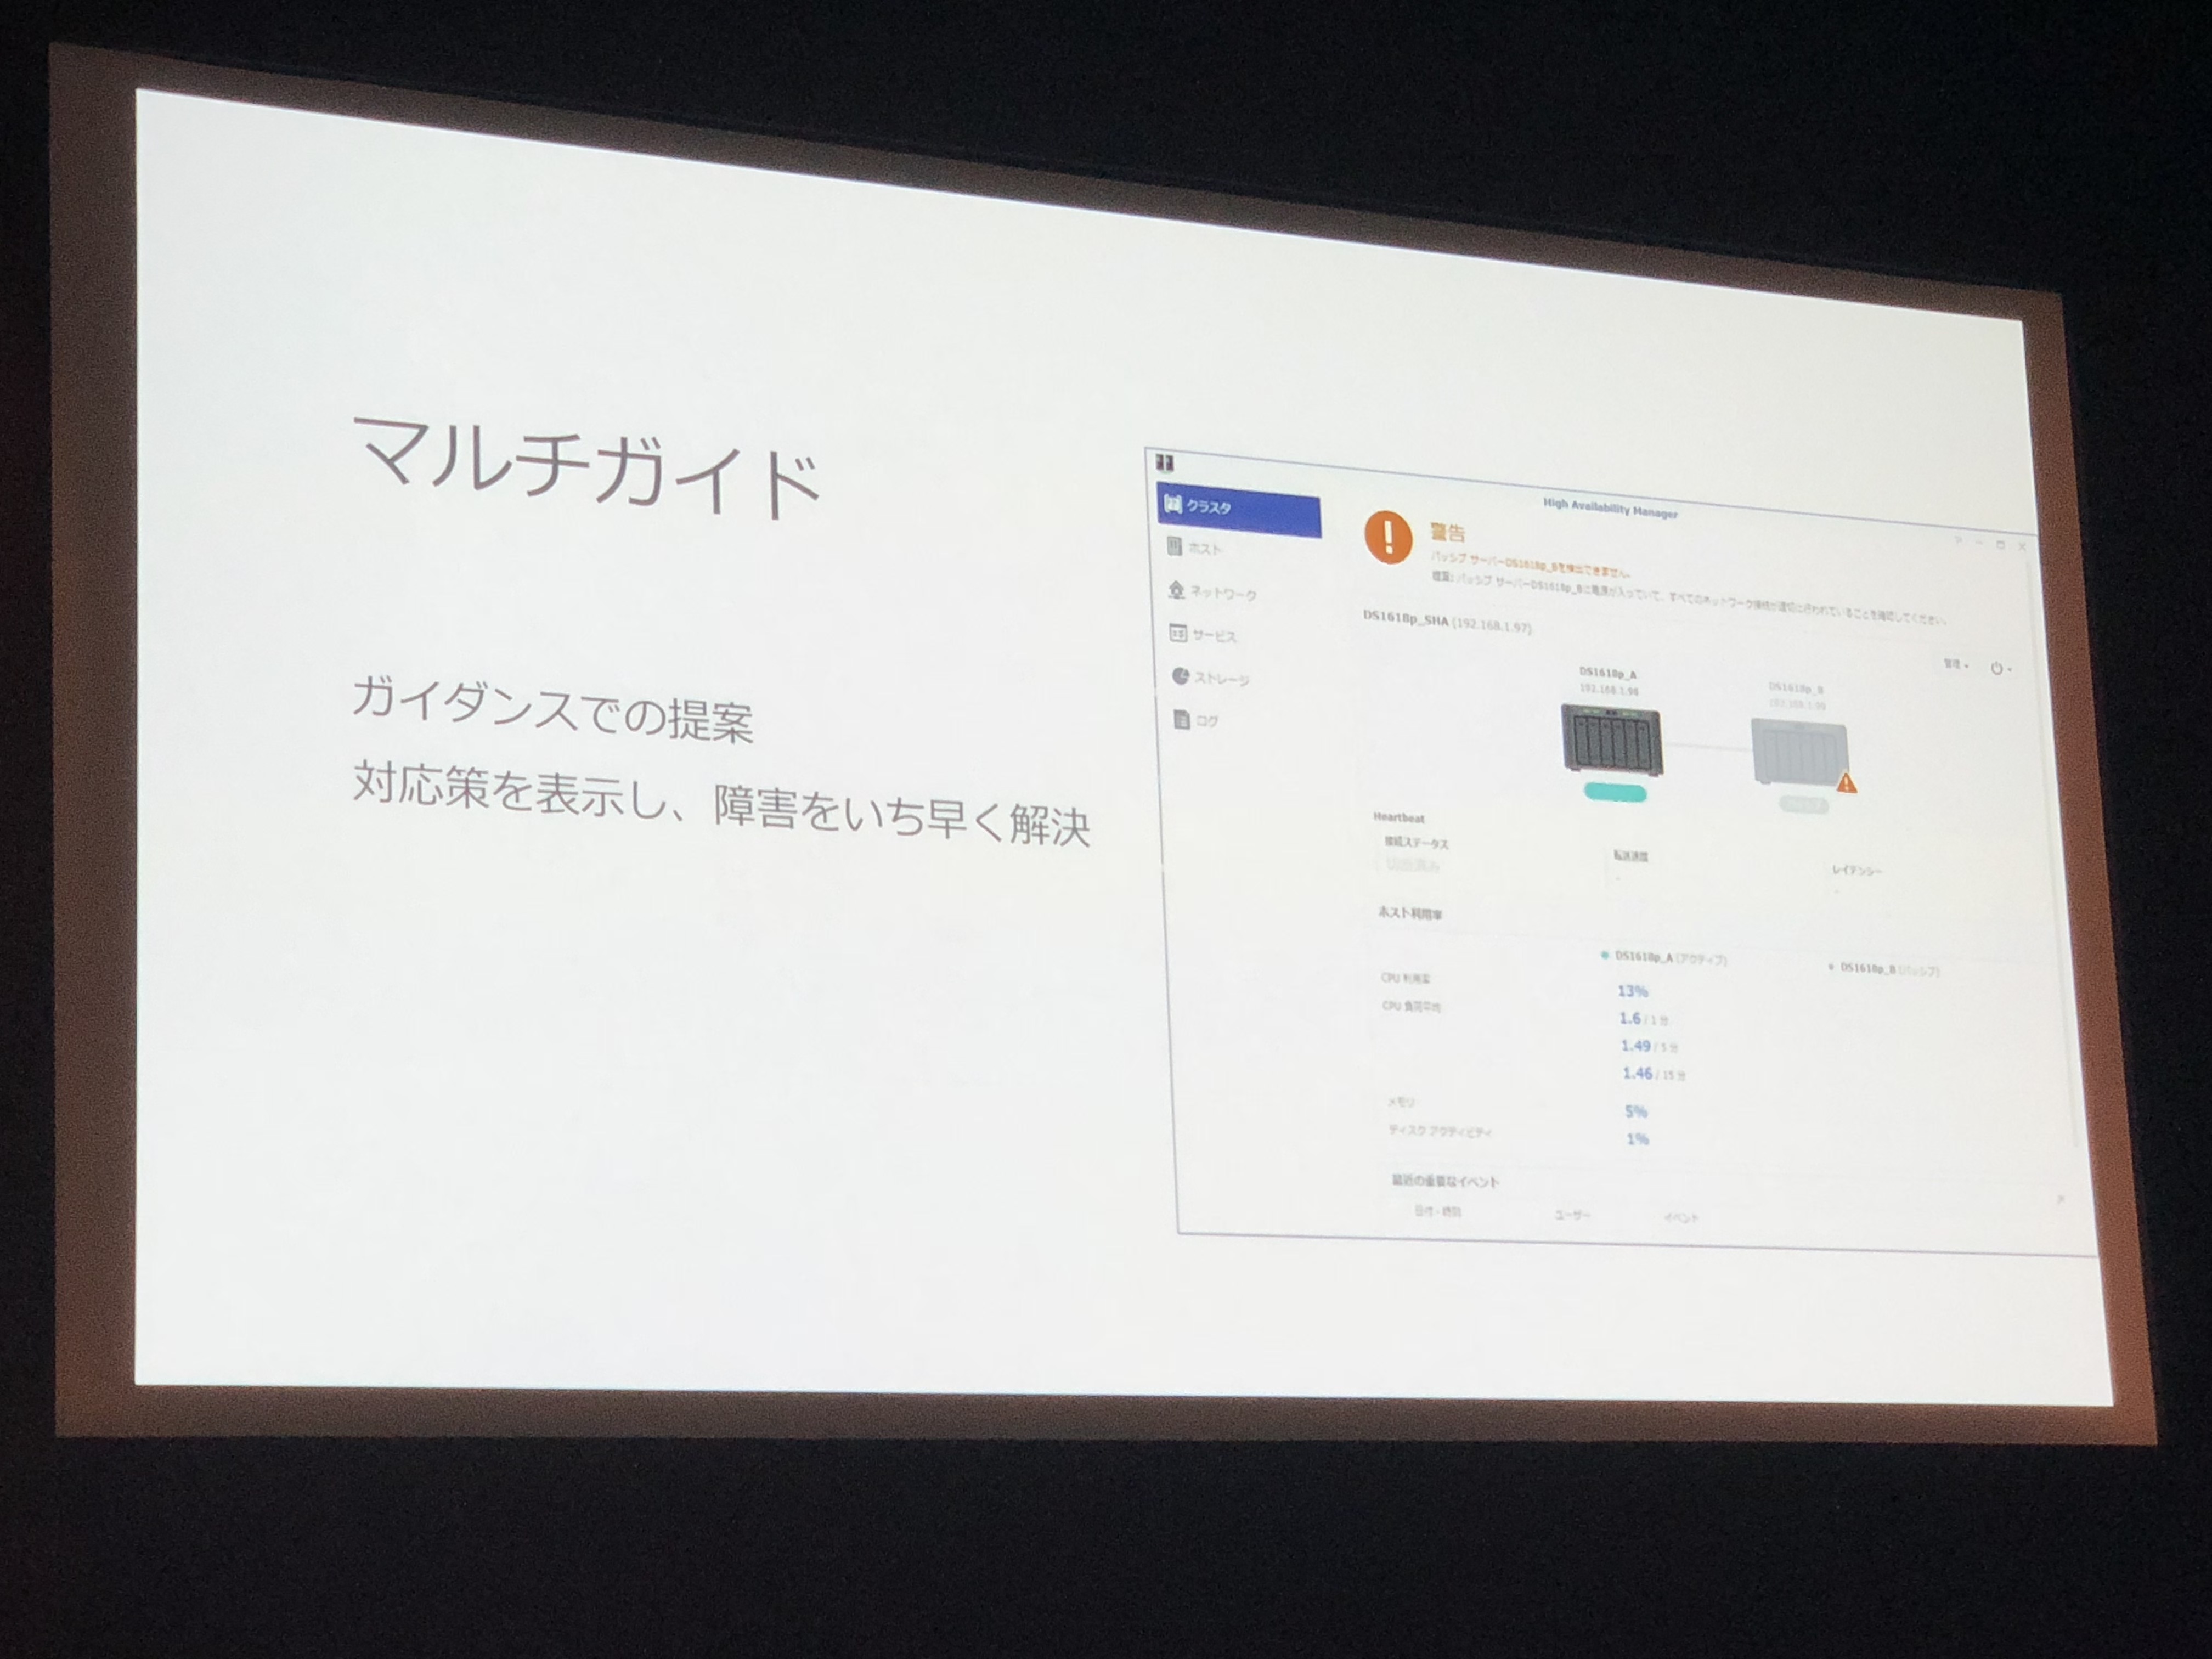 マルチガイド
ガイダンスでの提案
対応策を表示し、障害をいち早く解決
High Availability Manager
クラスタ
ホスト
ネットワーク
サービス
ストレージ
ログ
警告
パッシブ サーバーDS1618p_Bを検出できません。
提案: パッシブ サーバーDS1618p_Bに電源が入っていて、すべてのネットワーク接続が適切に行われていることを確認してください。
DS1618p_SHA (192.168.1.97)
管理
DS1618p_A
192.168.1.98
DS1618p_B
192.168.1.99
Heartbeat
接続ステータス
転送速度
レイテンシー
切断済み
-
-
ホスト利用率
DS1618p_A (アクティブ)
DS1618p_B (パッシブ)
CPU 利用率
13%
CPU 負荷平均
1.6 / 1 分
1.49 / 5 分
1.46 / 15 分
メモリ
5%
ディスク アクティビティ
1%
最近の重要なイベント
日付・時刻
ユーザー
イベント